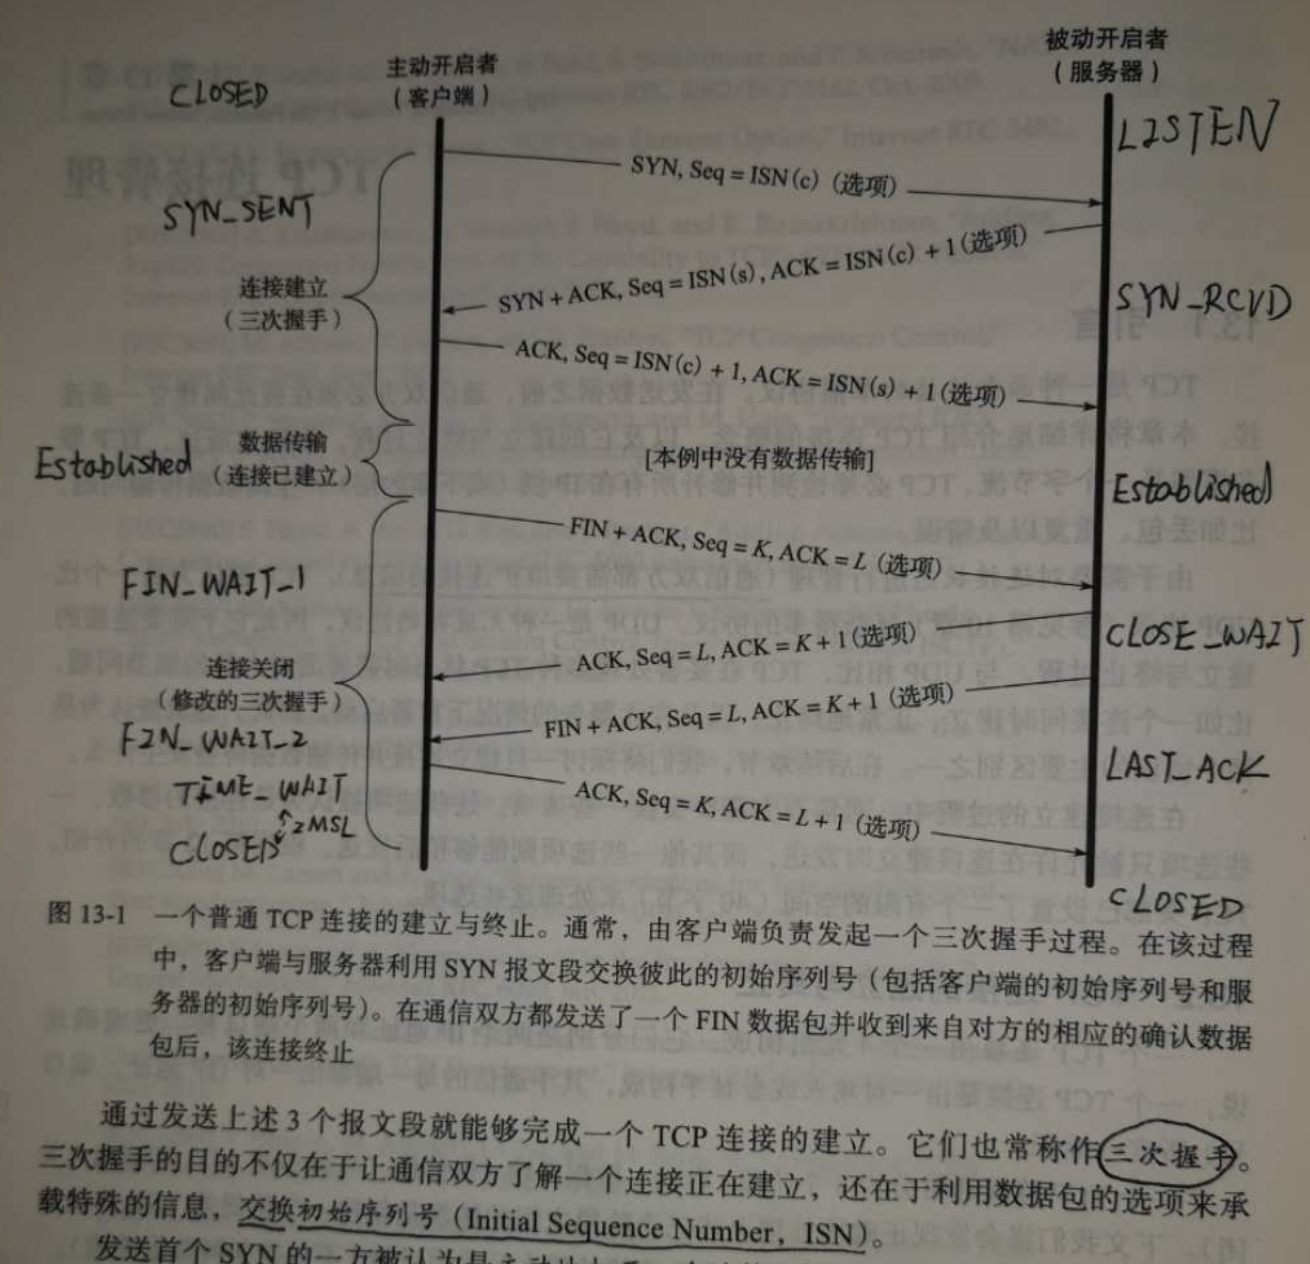 被动开启者
（服务器）
主动开启者
（客户端）
CLOSED
LISTEN
SYN, Seq = ISN(c)（选项）
SYN_SENT
SYN + ACK, Seq = ISN(s), ACK = ISN(c) + 1(选项)
连接建立
（三次握手）
SYN_RCVD
ACK, Seq = ISN(c) + 1, ACK = ISN(s) + 1(选项)
数据传输
Established
（连接已建立）
[本例中没有数据传输]
Established
FIN + ACK, Seq = K, ACK = L (选项)
FIN_WAIT_1
ACK, Seq = L, ACK = K + 1(选项)
CLOSE_WAIT
连接关闭
（修改的三次握手）
FIN + ACK, Seq = L, ACK = K + 1 (选项)
FIN_WAIT_2
LAST_ACK
TIME_WAIT
ACK, Seq = K, ACK = L + 1 (选项)
2MSL
CLOSED
CLOSED
图 13-1 一个普通 TCP 连接的建立与终止。通常，由客户端负责发起一个三次握手过程。在该过程
中，客户端与服务器利用 SYN 报文段交换彼此的初始序列号（包括客户端的初始序列号和服
务器的初始序列号）。在通信双方都发送了一个 FIN 数据包并收到来自对方的相应的确认数据
包后，该连接终止
通过发送上述 3 个报文段就能够完成一个 TCP 连接的建立。它们也常称作三次握手。
三次握手的目的不仅在于让通信双方了解一个连接正在建立，还在于利用数据包的选项来承
载特殊的信息，交换初始序列号（Initial Sequence Number，ISN）。
发送首个 SYN 的一方被认为是主动